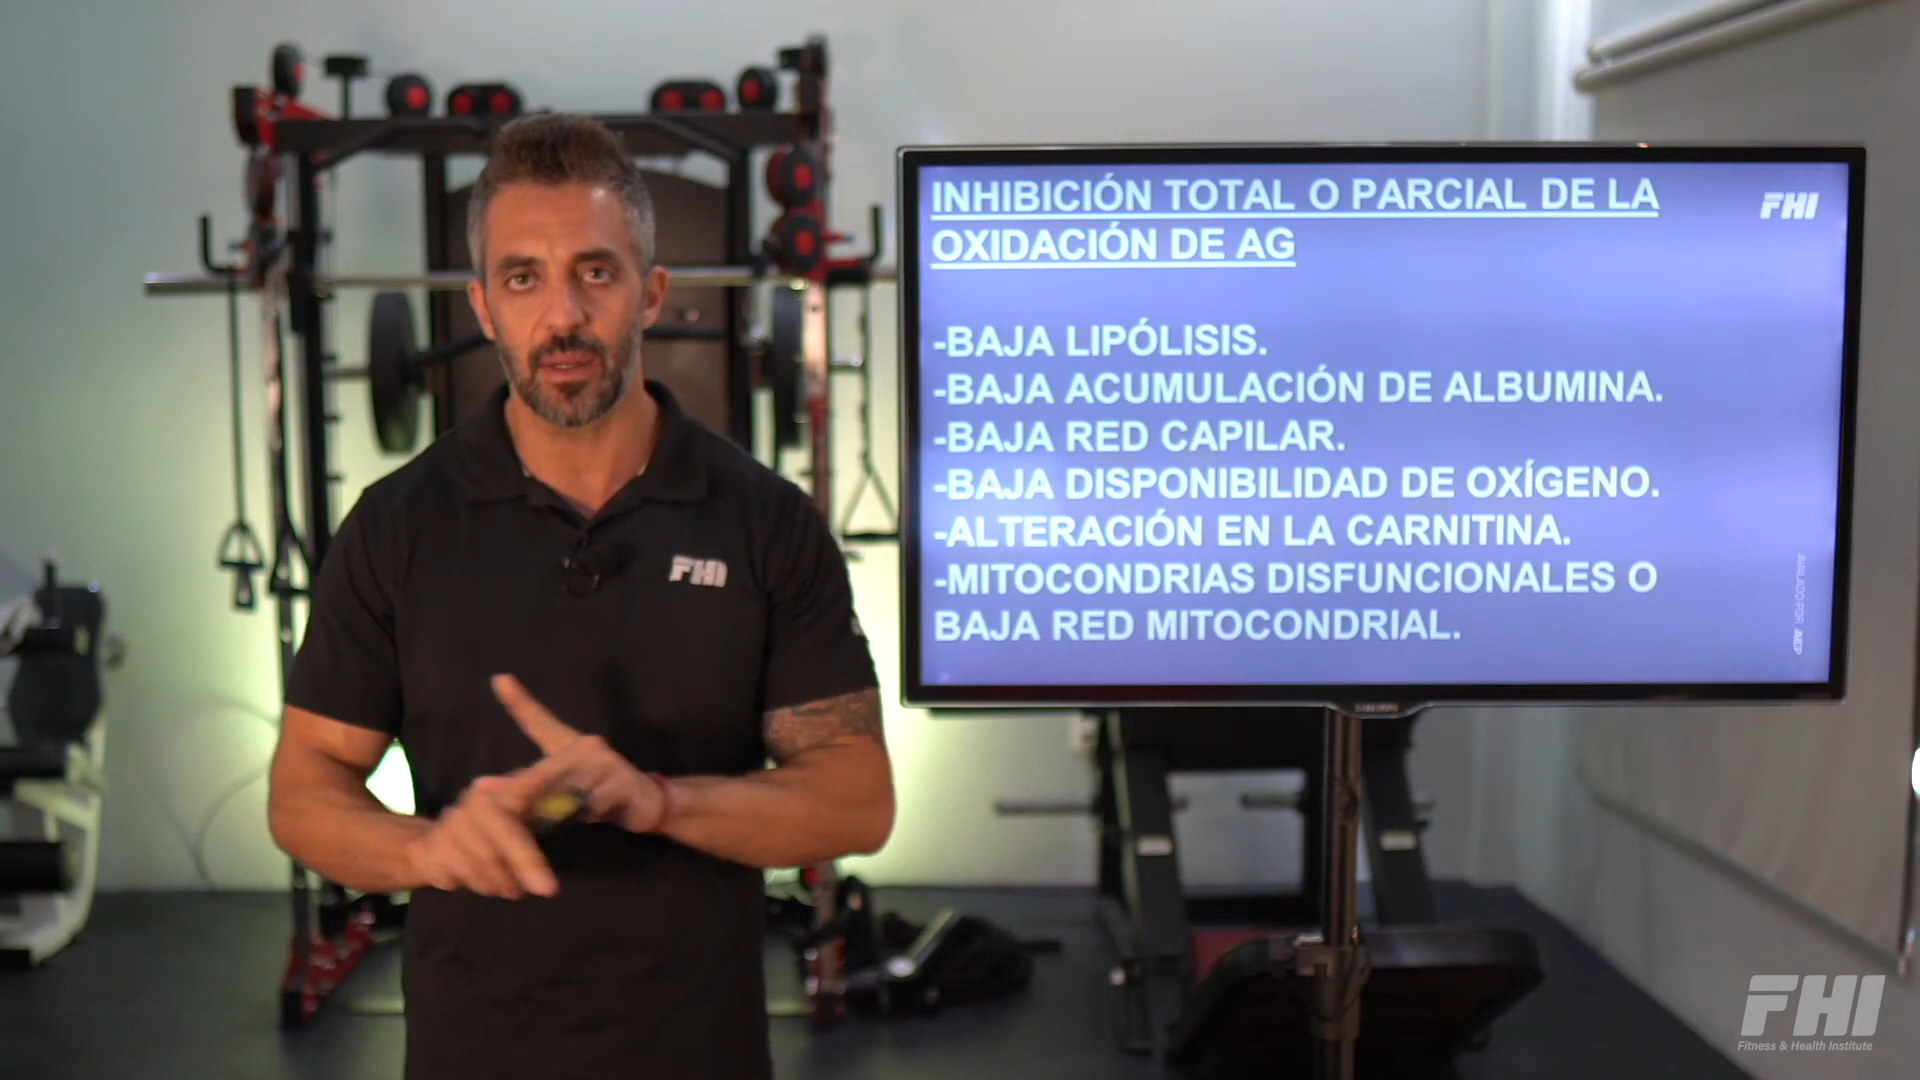 INHIBICIÓN TOTAL O PARCIAL DE LA
OXIDACIÓN DE AG
FHI
-BAJA LIPÓLISIS.
-BAJA ACUMULACIÓN DE ALBUMINA.
-BAJA RED CAPILAR.
-BAJA DISPONIBILIDAD DE OXÍGENO.
-ALTERACIÓN EN LA CARNITINA.
-MITOCONDRIAS DISFUNCIONALES O
BAJA RED MITOCONDRIAL.
FHI
FHI
Fitness & Health Institute